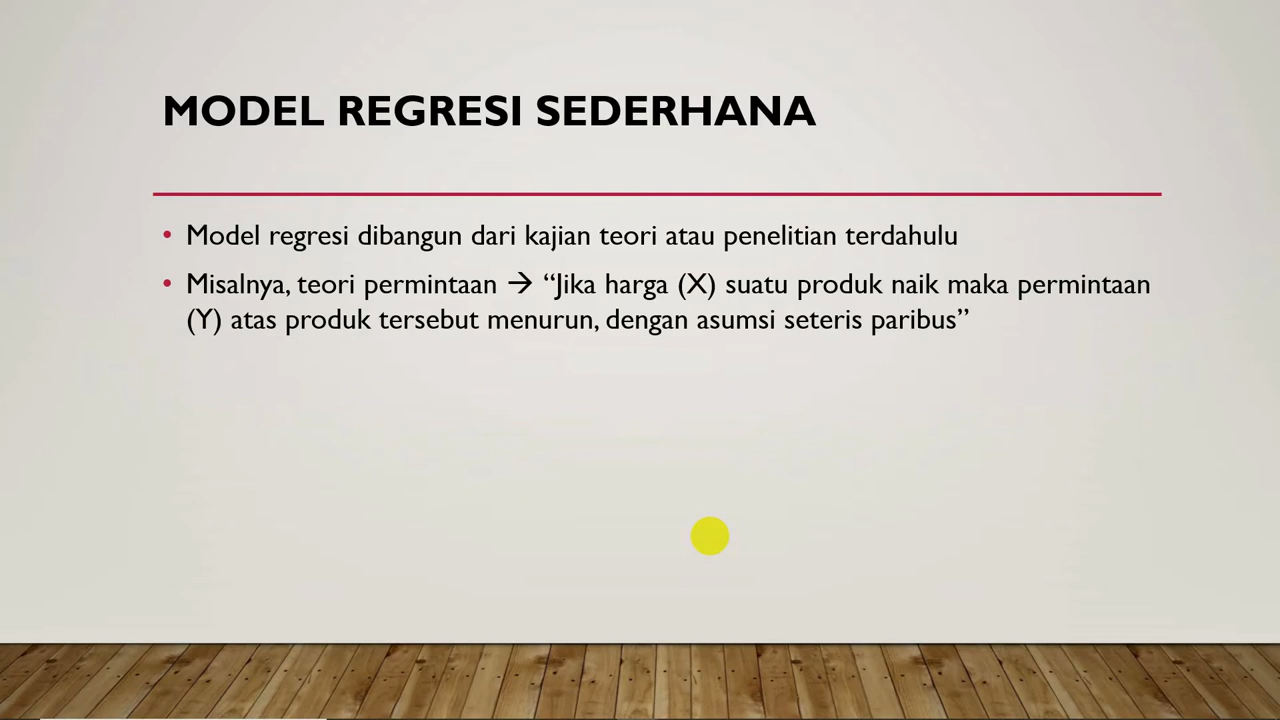 MODEL REGRESI SEDERHANA
• Model regresi dibangun dari kajian teori atau penelitian terdahulu
• Misalnya, teori permintaan → “Jika harga (X) suatu produk naik maka permintaan
(Y) atas produk tersebut menurun, dengan asumsi seteris paribus”